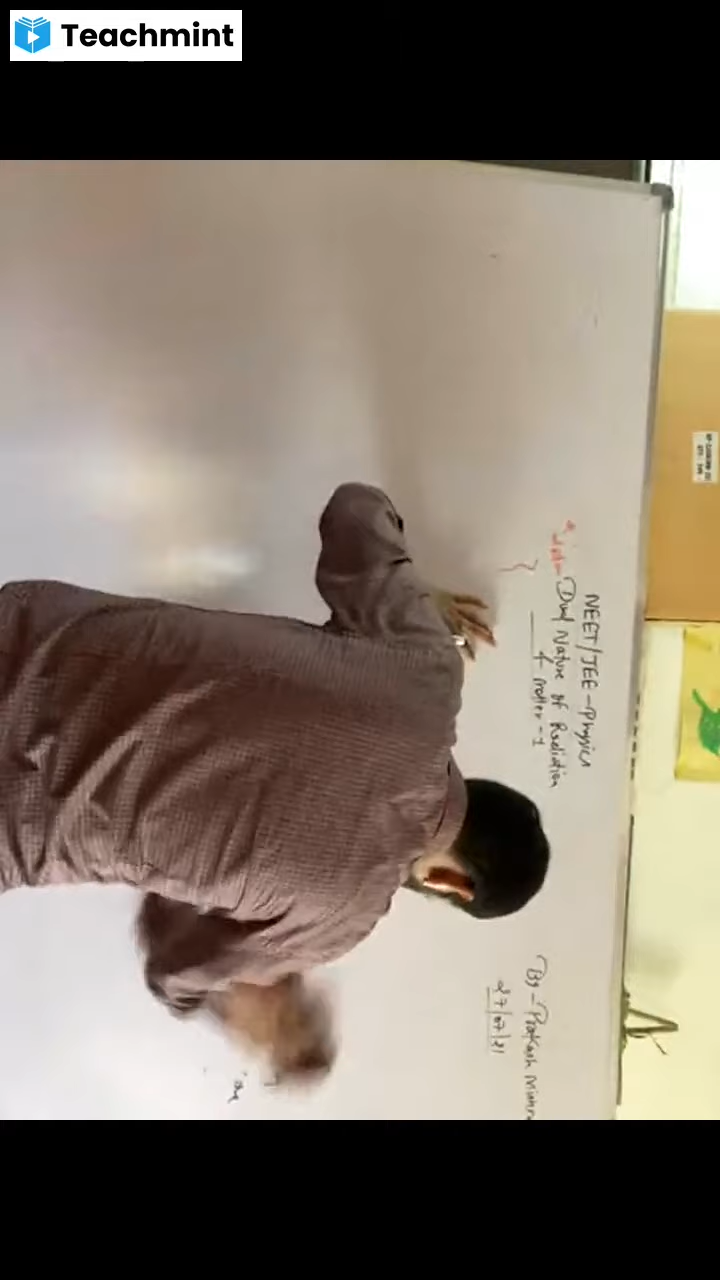 Teachmint
NEET/JEE-Physics
Dual Nature of Radiation
& Matter-1
By-Prakash Mishra
27/07/21